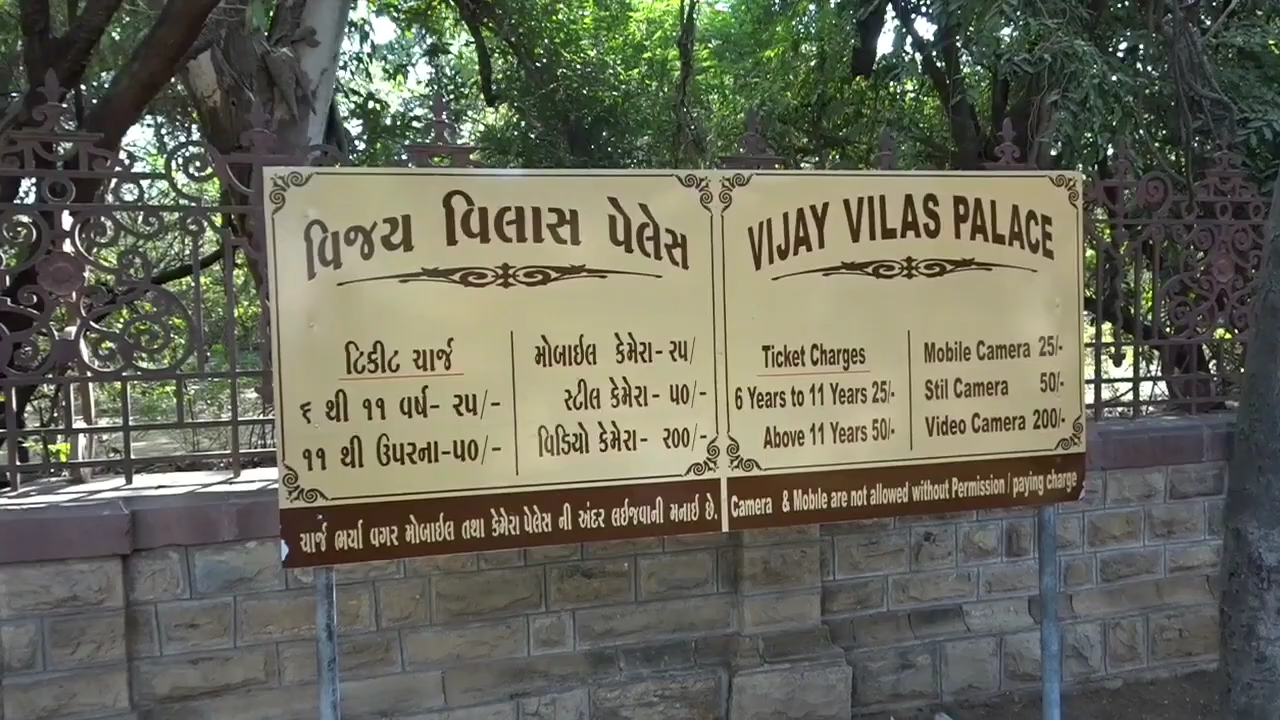 વિજય વિલાસ પેલેસ
ટિકીટ ચાર્જ
૬ થી ૧૧ વર્ષ- ૨૫/-
૧૧ થી ઉપરના-૫૦/-
મોબાઈલ કેમેરા- ૨૫/
સ્ટીલ કેમેરા- ૫૦/-
વિડિયો કેમેરા- ૨૦૦/-
ચાર્જ ભર્યા વગર મોબાઈલ તથા કેમેરા પેલેસ ની અંદર લઈજવાની મનાઈ છે.
VIJAY VILAS PALACE
Ticket Charges
6 Years to 11 Years 25/-
Above 11 Years 50/-
Mobile Camera 25/-
Stil Camera 50/-
Video Camera 200/-
Camera & Mobile are not allowed without Permission / paying charge